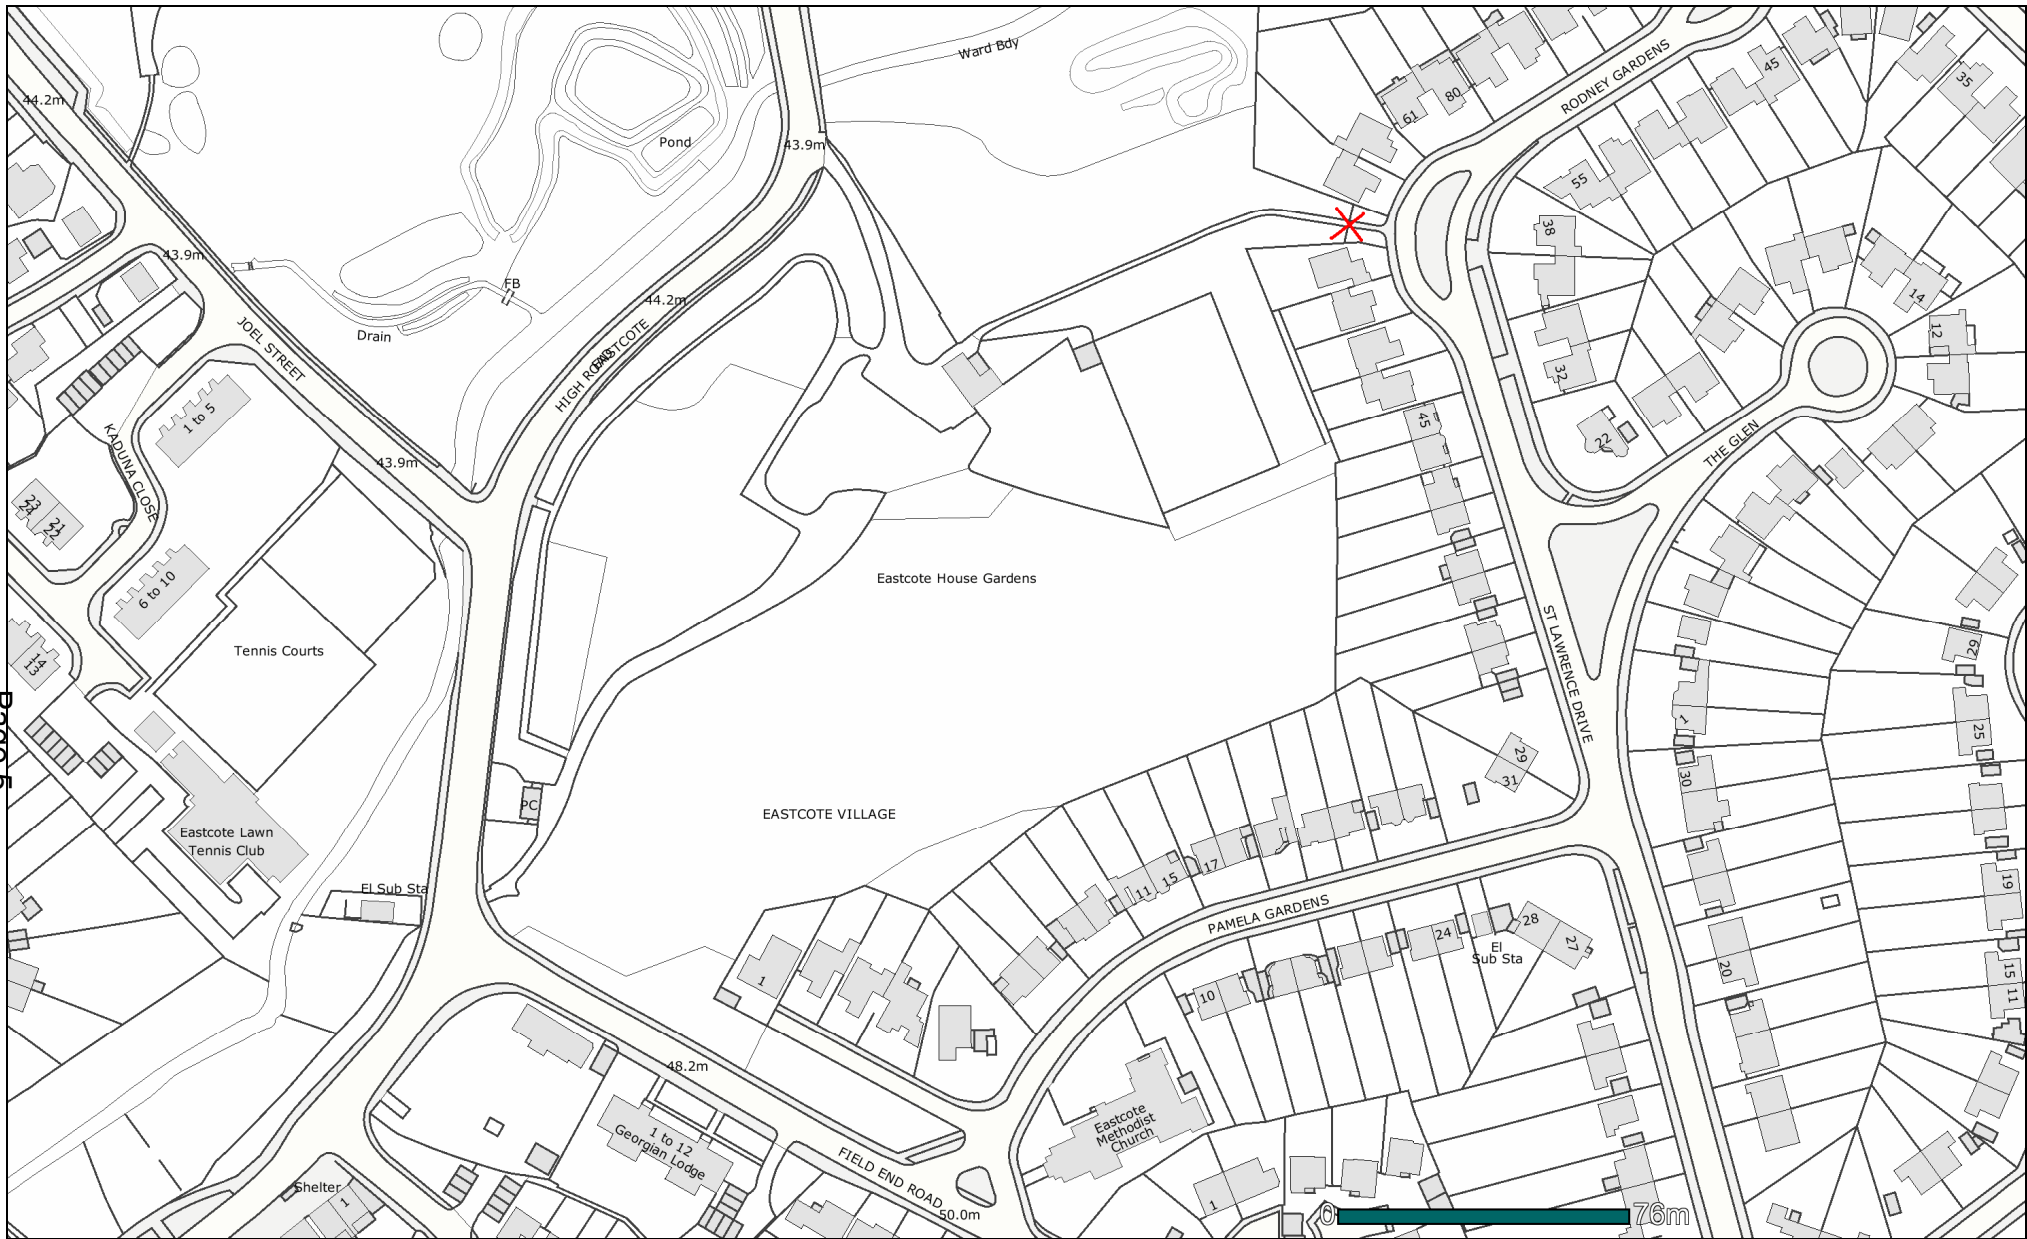 Ward Bdy
RODNEY GARDENS
45
35
61
80
44.2m
Pond
43.9m
55
38
43.9m
FB
44.2m
14
Drain
JOEL STREET
HIGH ROAD
EASTCOTE
12
32
1 to 5
KADUNA CLOSE
45
22
THE GLEN
43.9m
23
24
21
22
6 to 10
Eastcote House Gardens
Tennis Courts
ST LAWRENCE DRIVE
14
13
29
1
25
29
31
30
PC
EASTCOTE VILLAGE
Eastcote Lawn
Tennis Club
El Sub Sta
11
15
17
PAMELA GARDENS
19
24
28
27
El
Sub Sta
10
1
20
15
11
48.2m
Eastcote
Methodist
Church
1 to 12
Georgian Lodge
FIELD END ROAD
50.0m
Shelter
1
1
0
76m
Page 5